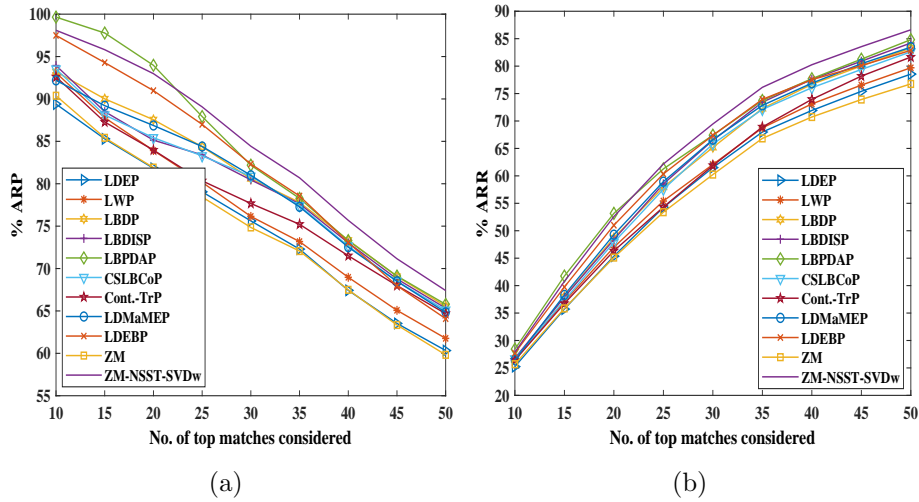 % ARP
100
95
90
85
80
75
70
65
60
55
LDEP
LWP
LBDP
LBDISP
LBPDAP
CSLBCoP
Cont.-TrP
LDMaMEP
LDEBP
ZM
ZM-NSST-SVDw
10 15 20 25 30 35 40 45 50
No. of top matches considered
(a)
% ARR
90
85
80
75
70
65
60
55
50
45
40
35
30
25
20
LDEP
LWP
LBDP
LBDISP
LBPDAP
CSLBCoP
Cont.-TrP
LDMaMEP
LDEBP
ZM
ZM-NSST-SVDw
10 15 20 25 30 35 40 45 50
No. of top matches considered
(b)